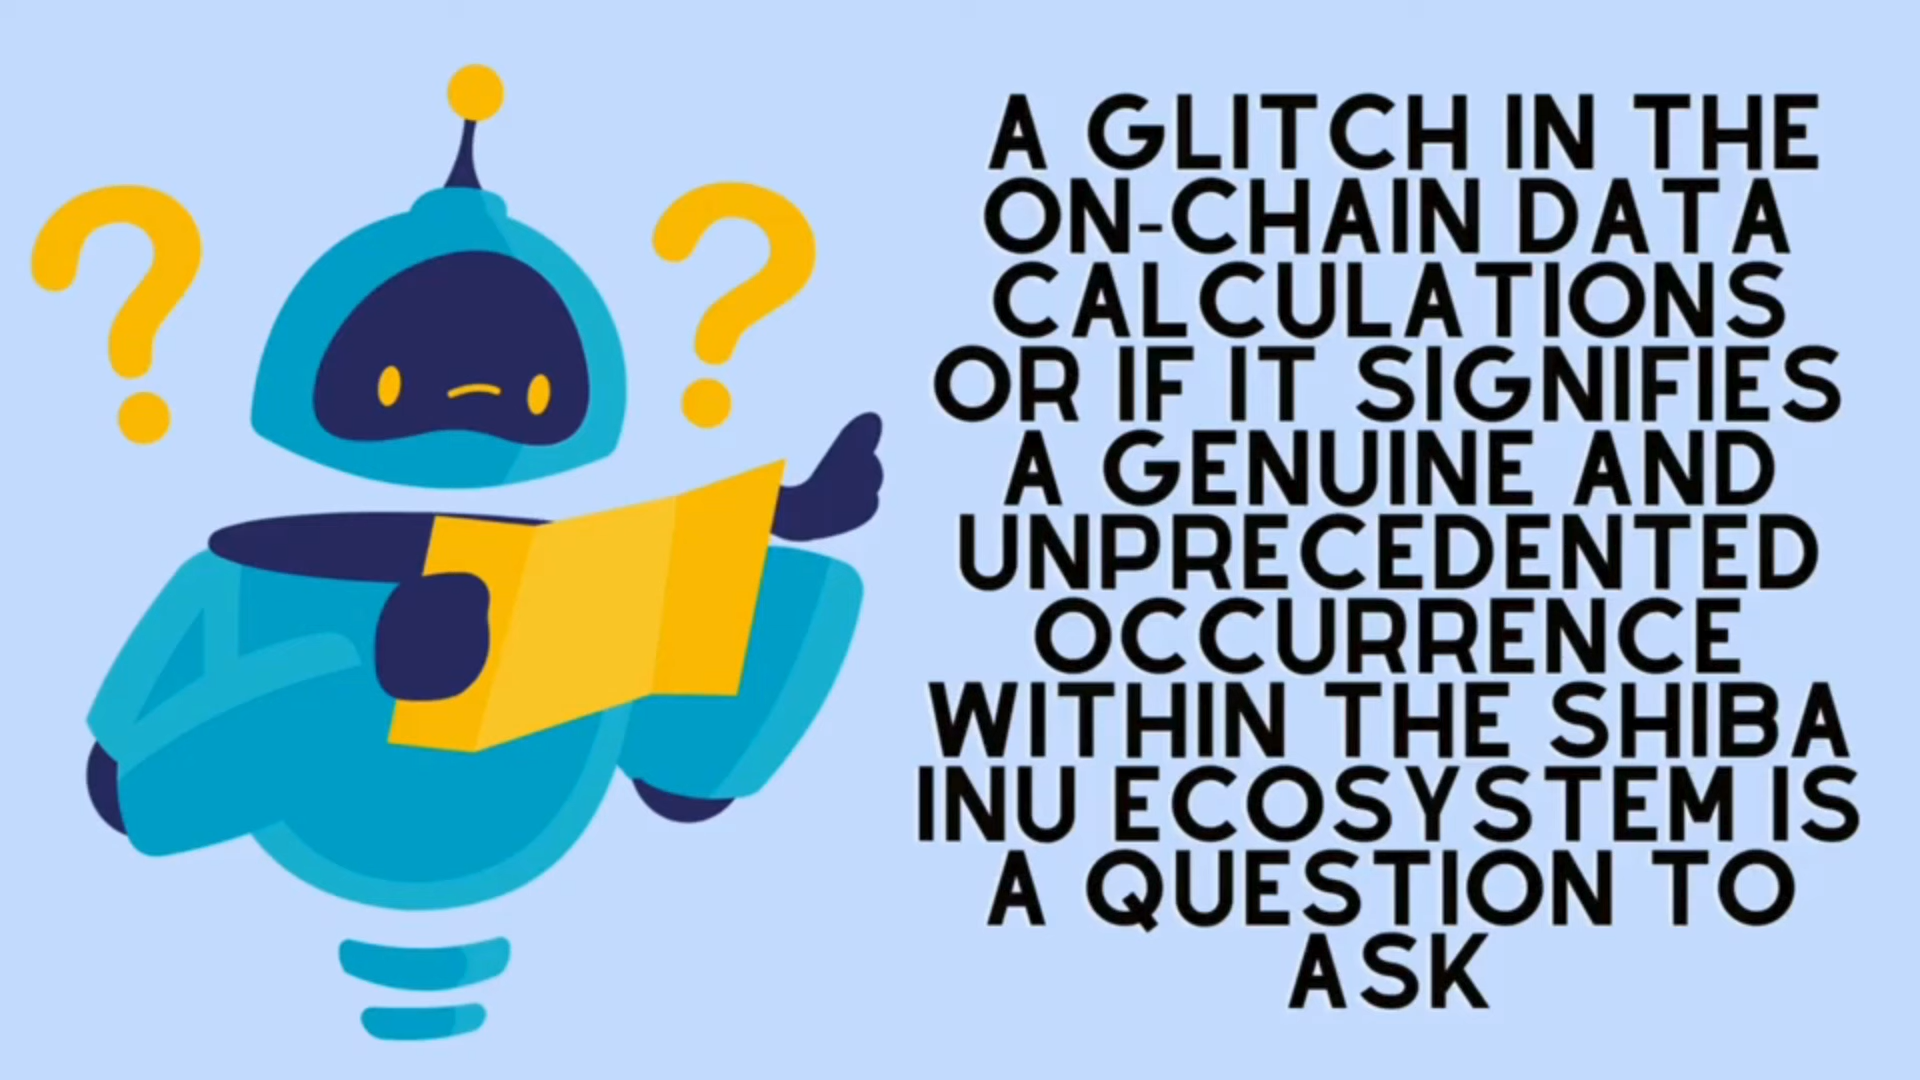 A GLITCH IN THE
ON-CHAIN DATA
CALCULATIONS
OR IF IT SIGNIFIES
A GENUINE AND
UNPRECEDENTED
OCCURRENCE
WITHIN THE SHIBA
INU ECOSYSTEM IS
A QUESTION TO
ASK